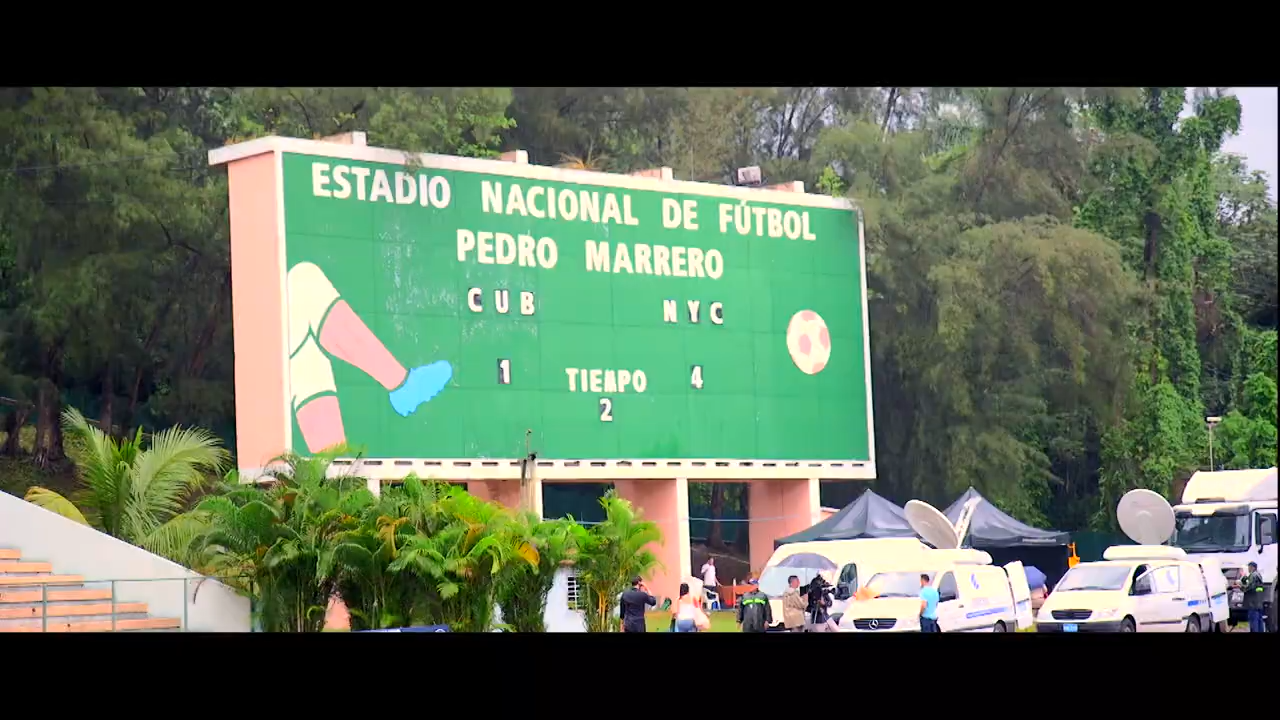 ESTADIO NACIONAL DE FÚTBOL
PEDRO MARRERO
CUB NYC
1 TIEMPO 4
2